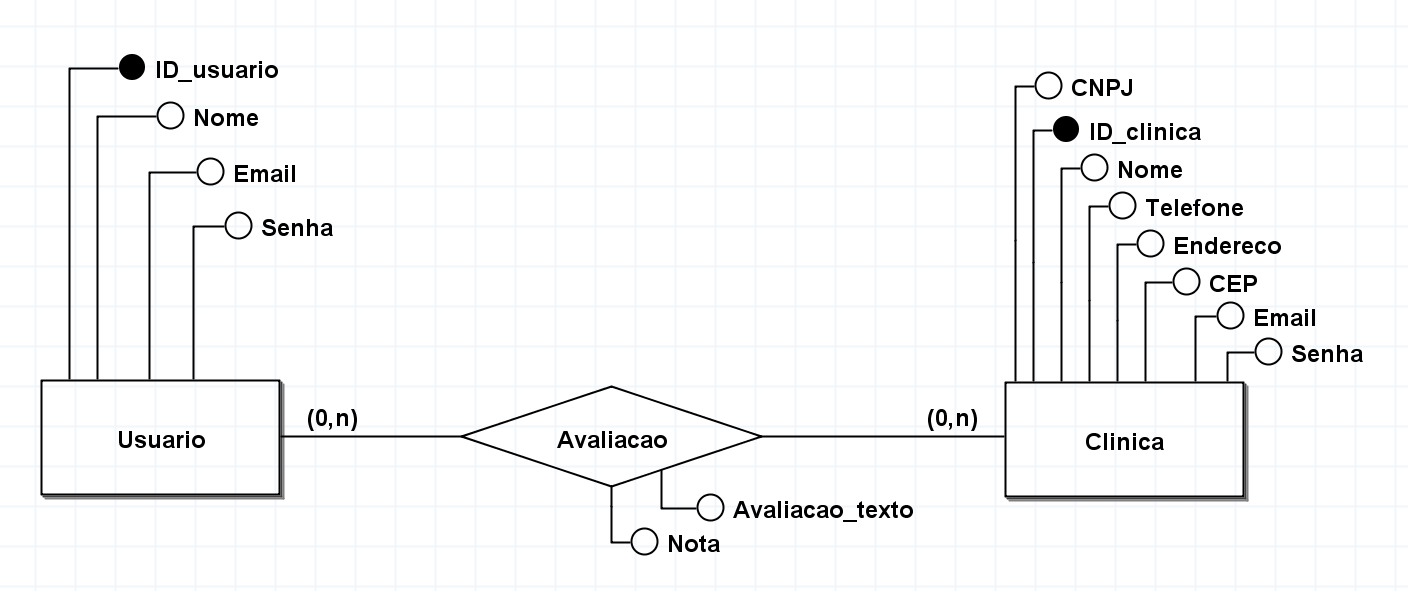 ID_usuario
Nome
Email
Senha
CNPJ
ID_clinica
Nome
Telefone
Endereco
CEP
Email
Senha
Usuario
(0,n)
Avaliacao
(0,n)
Clinica
Avaliacao_texto
Nota